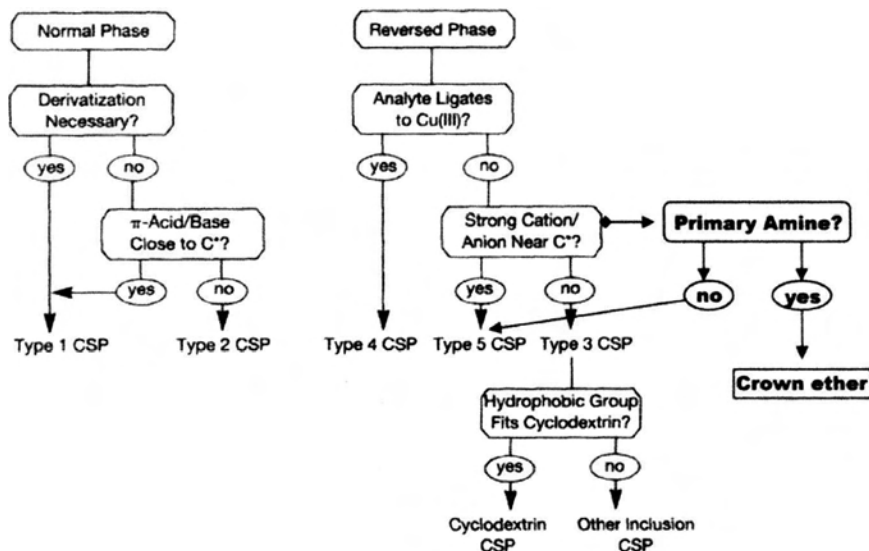 Normal Phase
Derivatization
Necessary?
yes
no
π-Acid/Base
Close to C*?
yes
no
Type 1 CSP
Type 2 CSP
Reversed Phase
Analyte Ligates
to Cu(III)?
yes
no
Strong Cation/
Anion Near C*?
yes
no
Primary Amine?
no
yes
Type 4 CSP
Type 5 CSP
Type 3 CSP
Crown ether
Hydrophobic Group
Fits Cyclodextrin?
yes
no
Cyclodextrin
CSP
Other Inclusion
CSP